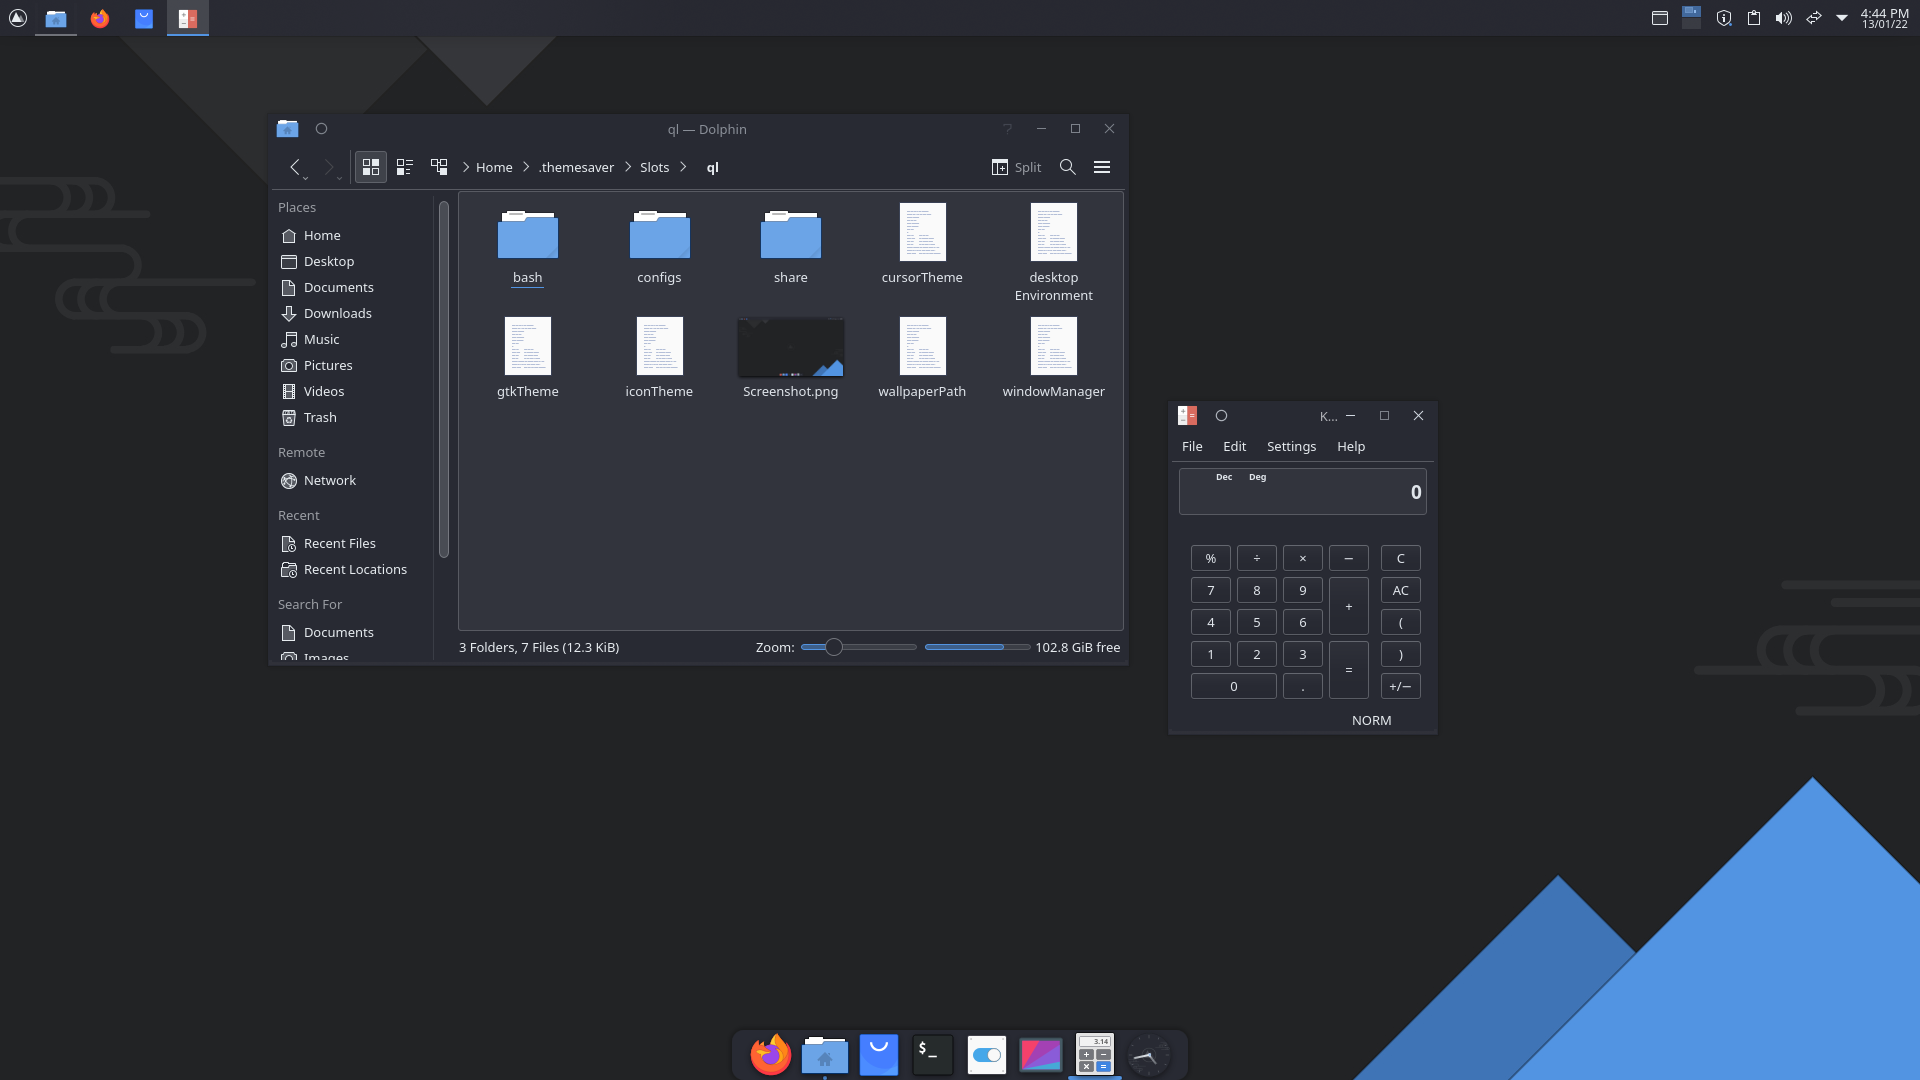 4:44 PM
13/01/22
ql — Dolphin
Home
.themesaver
Slots
ql
Split
Places
Home
Desktop
Documents
Downloads
Music
Pictures
Videos
Trash
Remote
Network
Recent
Recent Files
Recent Locations
Search For
Documents
Images
bash
configs
share
cursorTheme
desktop
Environment
gtkTheme
iconTheme
Screenshot.png
wallpaperPath
windowManager
3 Folders, 7 Files (12.3 KiB)
Zoom:
102.8 GiB free
K...
File Edit Settings Help
Dec Deg
0
% ÷ × − C
7 8 9 + AC
4 5 6 (
1 2 3 = )
0 . +/−
NORM
$_
3.14